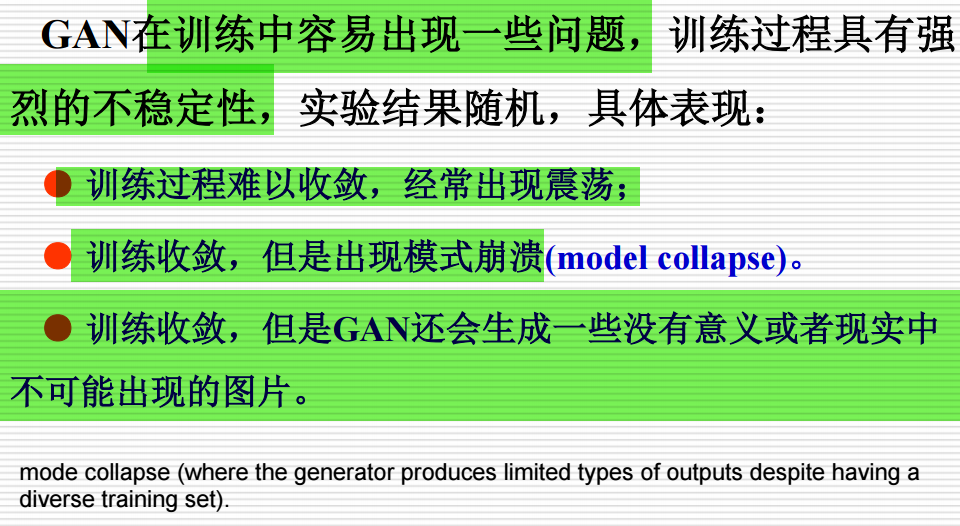 GAN在训练中容易出现一些问题，训练过程具有强
烈的不稳定性，实验结果随机，具体表现：
训练过程难以收敛，经常出现震荡；
训练收敛，但是出现模式崩溃(model collapse)。
训练收敛，但是GAN还会生成一些没有意义或者现实中
不可能出现的图片。
mode collapse (where the generator produces limited types of outputs despite having a
diverse training set).